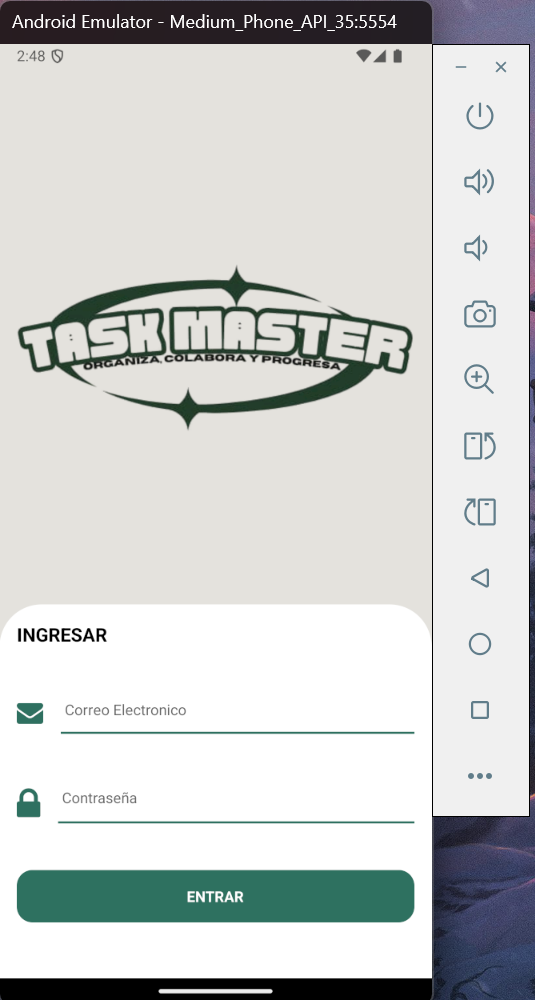 Android Emulator - Medium_Phone_API_35:5554
2:48
TASK MASTER
ORGANIZA, COLABORA Y PROGRESA
INGRESAR
Correo Electronico
Contraseña
ENTRAR